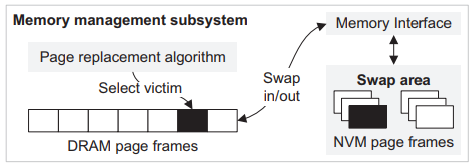 Memory management subsystem
Page replacement algorithm
Select victim
DRAM page frames
Swap
in/out
Memory Interface
Swap area
NVM page frames